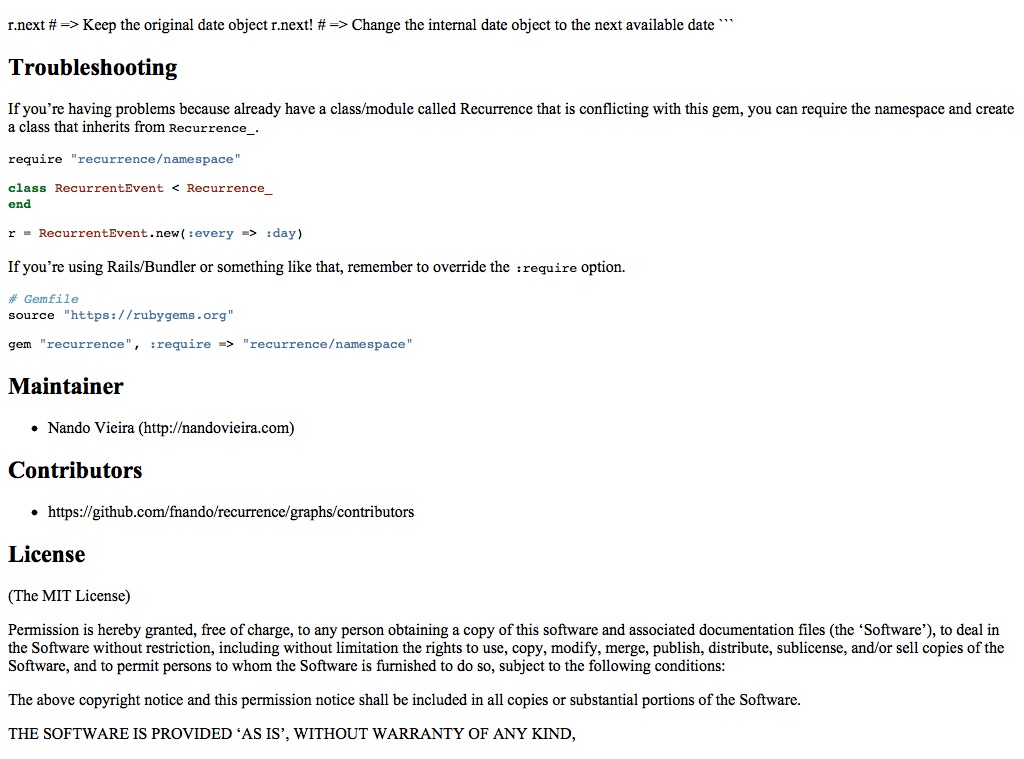 r.next # => Keep the original date object r.next! # => Change the internal date object to the next available date ```
Troubleshooting
If you’re having problems because already have a class/module called Recurrence that is conflicting with this gem, you can require the namespace and create
a class that inherits from Recurrence_.
require "recurrence/namespace"
class RecurrentEvent < Recurrence_
end
r = RecurrentEvent.new(:every => :day)
If you’re using Rails/Bundler or something like that, remember to override the :require option.
# Gemfile
source "https://rubygems.org"
gem "recurrence", :require => "recurrence/namespace"
Maintainer
• Nando Vieira (http://nandovieira.com)
Contributors
• https://github.com/fnando/recurrence/graphs/contributors
License
(The MIT License)
Permission is hereby granted, free of charge, to any person obtaining a copy of this software and associated documentation files (the ‘Software’), to deal in
the Software without restriction, including without limitation the rights to use, copy, modify, merge, publish, distribute, sublicense, and/or sell copies of the
Software, and to permit persons to whom the Software is furnished to do so, subject to the following conditions:
The above copyright notice and this permission notice shall be included in all copies or substantial portions of the Software.
THE SOFTWARE IS PROVIDED ‘AS IS’, WITHOUT WARRANTY OF ANY KIND,